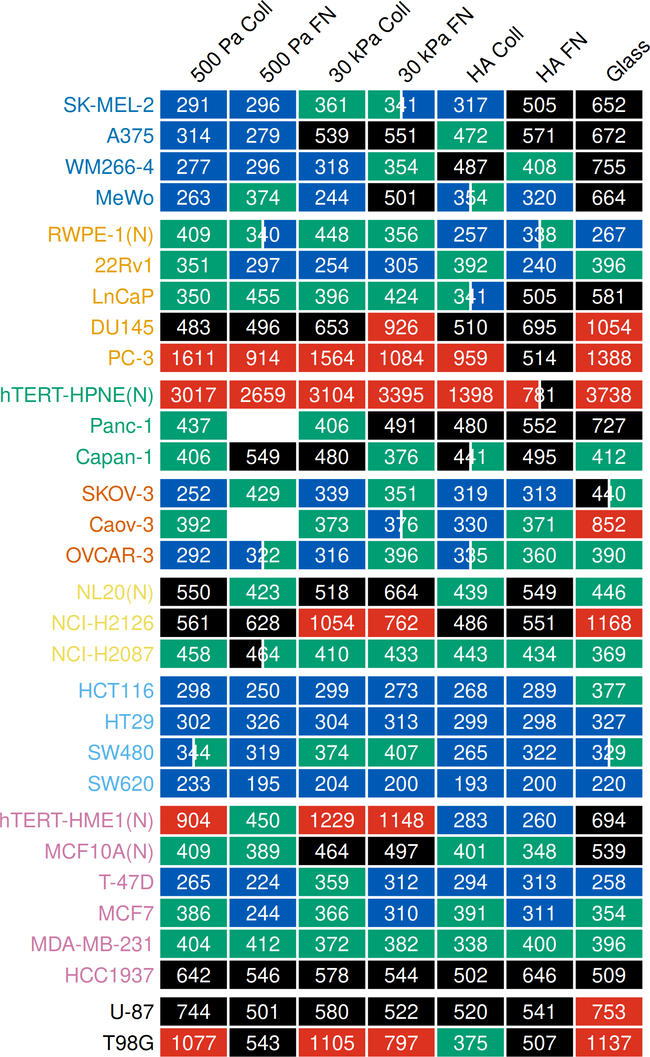 500 Pa Coll 500 Pa FN 30 kPa Coll 30 kPa FN HA Coll HA FN Glass
SK-MEL-2 291 296 361 341 317 505 652
A375 314 279 539 551 472 571 672
WM266-4 277 296 318 354 487 408 755
MeWo 263 374 244 501 354 320 664
RWPE-1(N) 409 340 448 356 257 338 267
22Rv1 351 297 254 305 392 240 396
LnCaP 350 455 396 424 341 505 581
DU145 483 496 653 926 510 695 1054
PC-3 1611 914 1564 1084 959 514 1388
hTERT-HPNE(N) 3017 2659 3104 3395 1398 781 3738
Panc-1 437 406 491 480 552 727
Capan-1 406 549 480 376 441 495 412
SKOV-3 252 429 339 351 319 313 440
Caov-3 392 373 376 330 371 852
OVCAR-3 292 322 316 396 335 360 390
NL20(N) 550 423 518 664 439 549 446
NCI-H2126 561 628 1054 762 486 551 1168
NCI-H2087 458 464 410 433 443 434 369
HCT116 298 250 299 273 268 289 377
HT29 302 326 304 313 299 298 327
SW480 344 319 374 407 265 322 329
SW620 233 195 204 200 193 200 220
hTERT-HME1(N) 904 450 1229 1148 283 260 694
MCF10A(N) 409 389 464 497 401 348 539
T-47D 265 224 359 312 294 313 258
MCF7 386 244 366 310 391 311 354
MDA-MB-231 404 412 372 382 338 400 396
HCC1937 642 546 578 544 502 646 509
U-87 744 501 580 522 520 541 753
T98G 1077 543 1105 797 375 507 1137